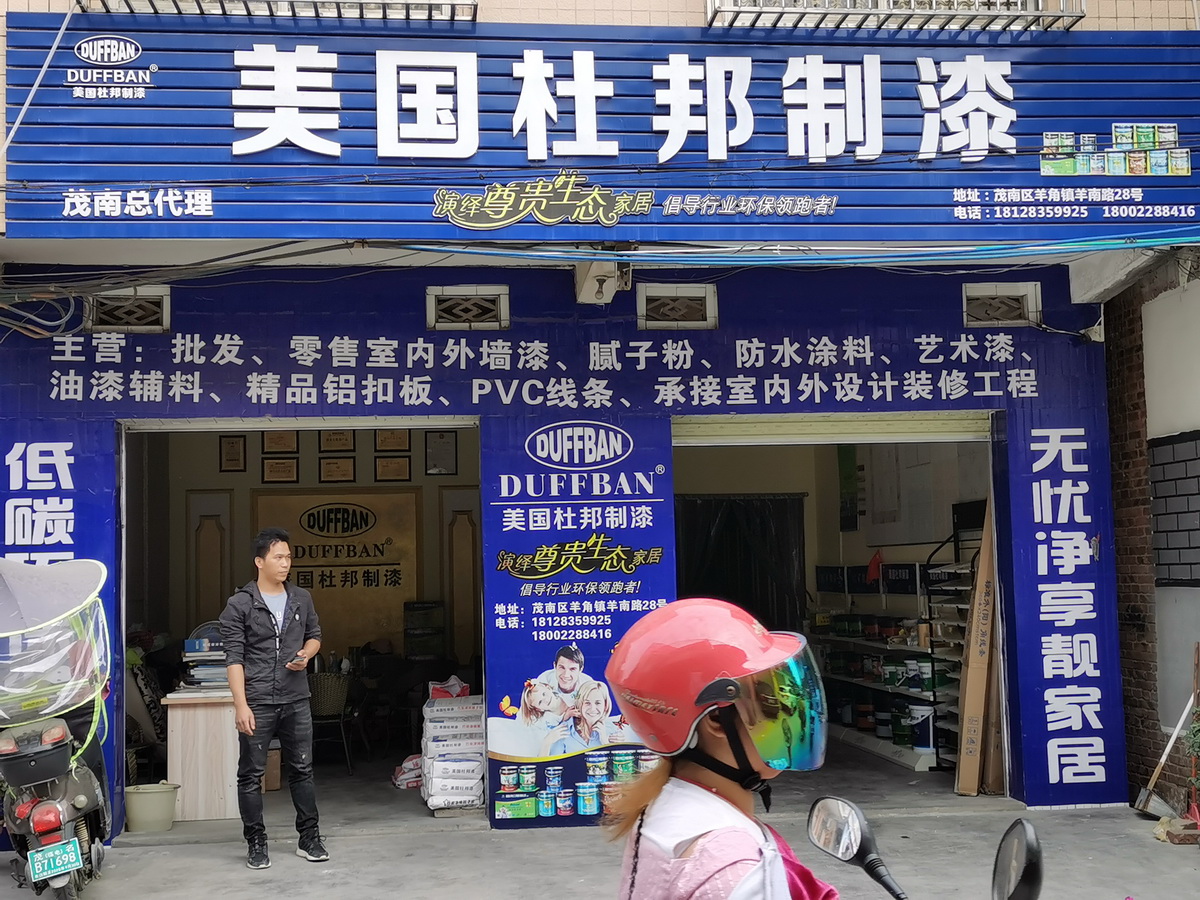 DUFFBAN
DUFFBAN®
美国杜邦制漆
美国杜邦制漆
茂南总代理
演绎尊贵生态家居 倡导行业环保领跑者!
地址：茂南区羊角镇羊南路28号
电话：18128359925 18002288416
主营：批发、零售室内外墙漆、腻子粉、防水涂料、艺术漆、
油漆辅料、精品铝扣板、PVC线条、承接室内外设计装修工程
低碳
DUFFBAN
DUFFBAN®
国杜邦制漆
DUFFBAN
DUFFBAN®
美国杜邦制漆
演绎尊贵生态家居
倡导行业环保领跑者!
地址：茂南区羊角镇羊南路28号
电话：18128359925
18002288416
无忧净享靓家居
B71698